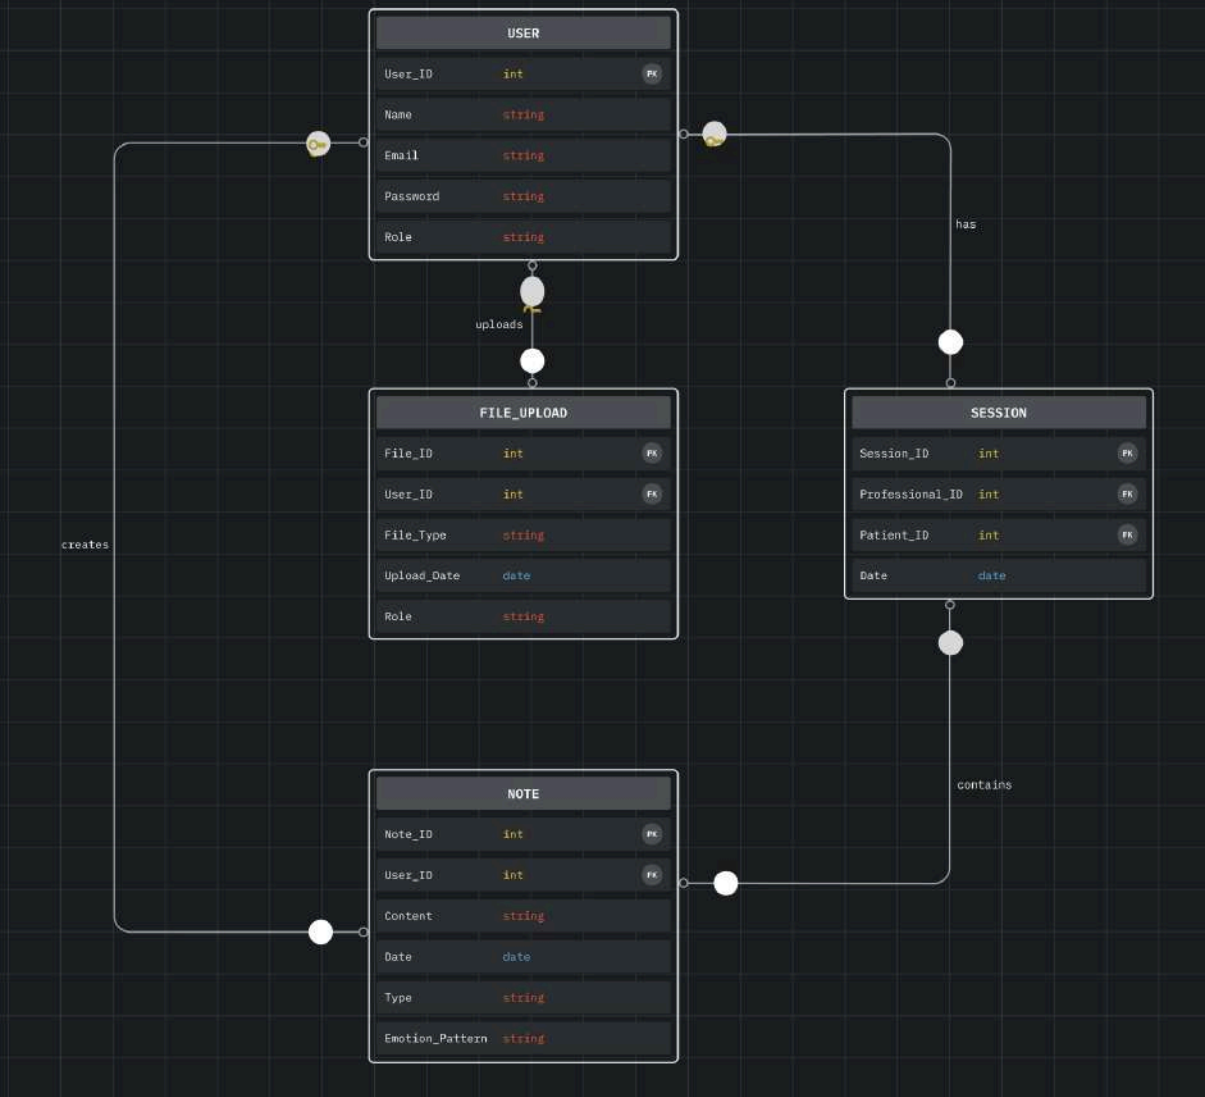 USER
User_ID int PK
Name string
Email string
Password string
Role string
has
uploads
FILE_UPLOAD
File_ID int PK
User_ID int FK
File_Type string
Upload_Date date
Role string
SESSION
Session_ID int PK
Professional_ID int FK
Patient_ID int FK
Date date
creates
contains
NOTE
Note_ID int PK
User_ID int FK
Content string
Date date
Type string
Emotion_Pattern string